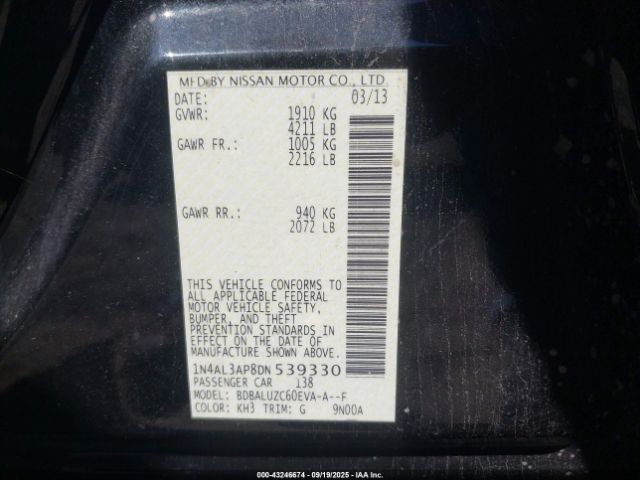 MFD BY NISSAN MOTOR CO., LTD.
DATE: 03/13
GVWR: 1910 KG
4211 LB
GAWR FR.: 1005 KG
2216 LB
GAWR RR.: 940 KG
2072 LB
THIS VEHICLE CONFORMS TO
ALL APPLICABLE FEDERAL
MOTOR VEHICLE SAFETY,
BUMPER, AND THEFT
PREVENTION STANDARDS IN
EFFECT ON THE DATE OF
MANUFACTURE SHOWN ABOVE.
1N4AL3AP8DN 539330
PASSENGER CAR 138
MODEL: BDBALUZC60EVA-A--F
COLOR: KH3 TRIM: G 9N00A
000-43246674 | 09/19/2025 | IAA Inc.